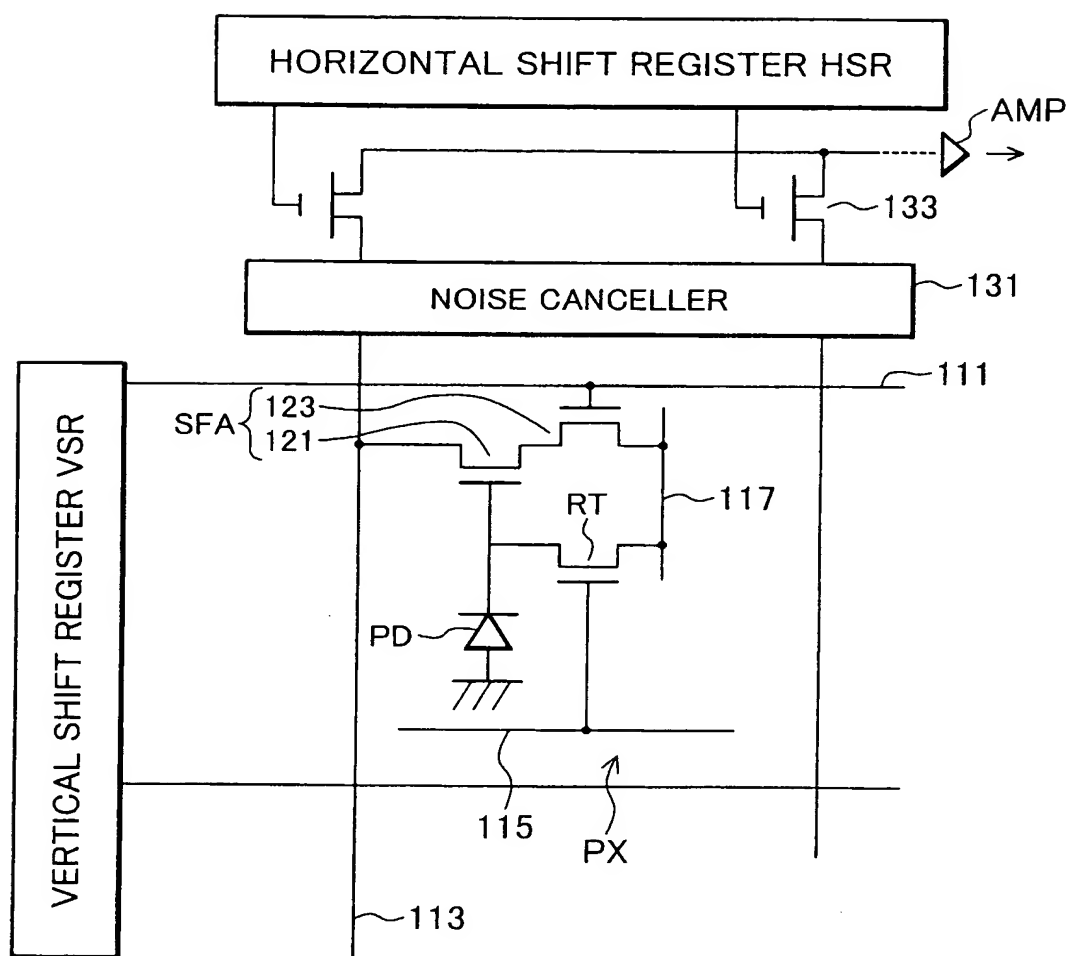 HORIZONTAL SHIFT REGISTER HSR
AMP
133
NOISE CANCELLER
131
VERTICAL SHIFT REGISTER VSR
111
SFA
123
121
117
RT
PD
115
PX
113